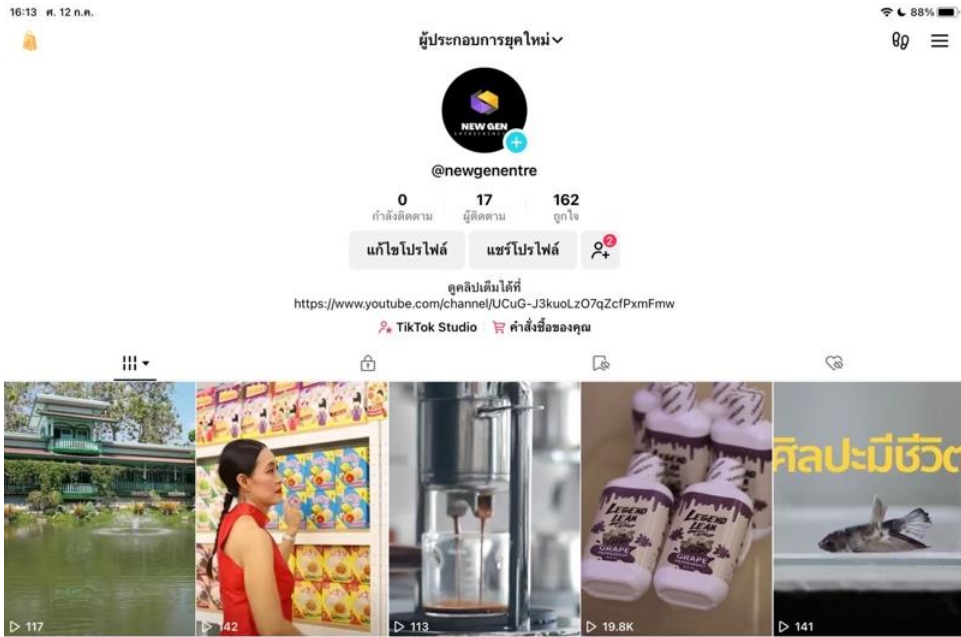 16:13 ศ. 12 ก.ค.
88%
ผู้ประกอบการยุคใหม่
NEW GEN
@newgenentre
0 17 162
กำลังติดตาม ผู้ติดตาม ถูกใจ
แก้ไขโปรไฟล์ แชร์โปรไฟล์ 2
ดูคลิปเต็มได้ที่
https://www.youtube.com/channel/UCuG-J3kuoLzO7qZcfPxmFmw
TikTok Studio คำสั่งซื้อของคุณ
ศิลปะมีชีวิต
LEGEND LEAN
LEGEND LEAN
GRAPE
GRAPE
117 142 113 19.8K 141